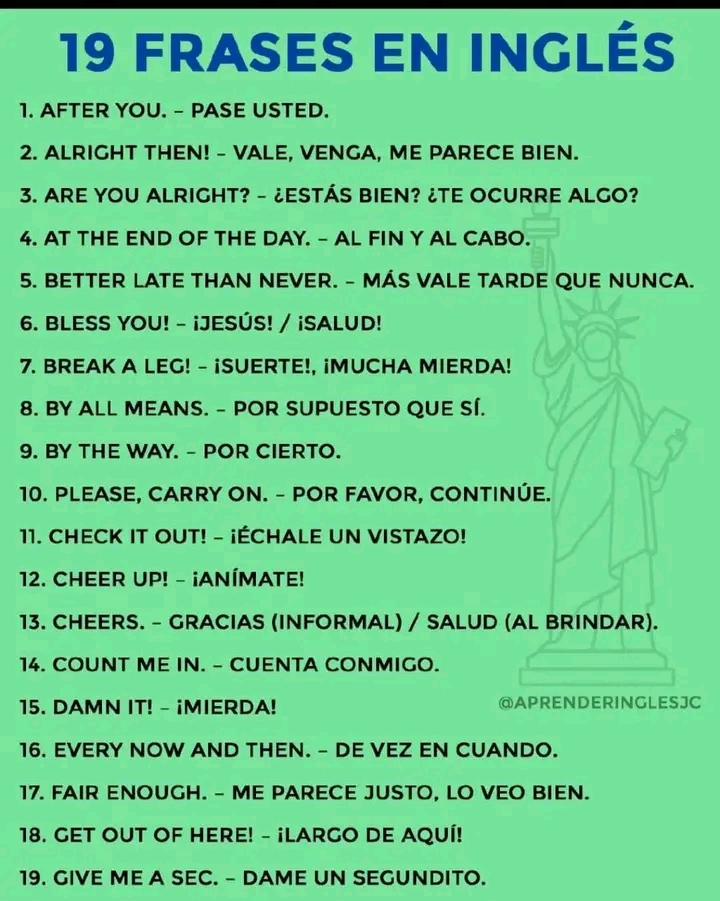 19 FRASES EN INGLÉS
1. AFTER YOU. – PASE USTED.
2. ALRIGHT THEN! – VALE, VENGA, ME PARECE BIEN.
3. ARE YOU ALRIGHT? – ¿ESTÁS BIEN? ¿TE OCURRE ALGO?
4. AT THE END OF THE DAY. – AL FIN Y AL CABO.
5. BETTER LATE THAN NEVER. – MÁS VALE TARDE QUE NUNCA.
6. BLESS YOU! – ¡JESÚS! / ¡SALUD!
7. BREAK A LEG! – ¡SUERTE!, ¡MUCHA MIERDA!
8. BY ALL MEANS. – POR SUPUESTO QUE SÍ.
9. BY THE WAY. – POR CIERTO.
10. PLEASE, CARRY ON. – POR FAVOR, CONTINÚE.
11. CHECK IT OUT! – ¡ÉCHALE UN VISTAZO!
12. CHEER UP! – ¡ANÍMATE!
13. CHEERS. – GRACIAS (INFORMAL) / SALUD (AL BRINDAR).
14. COUNT ME IN. – CUENTA CONMIGO.
15. DAMN IT! – ¡MIERDA!
@APRENDERINGLESJC
16. EVERY NOW AND THEN. – DE VEZ EN CUANDO.
17. FAIR ENOUGH. – ME PARECE JUSTO, LO VEO BIEN.
18. GET OUT OF HERE! – ¡LARGO DE AQUÍ!
19. GIVE ME A SEC. – DAME UN SEGUNDITO.